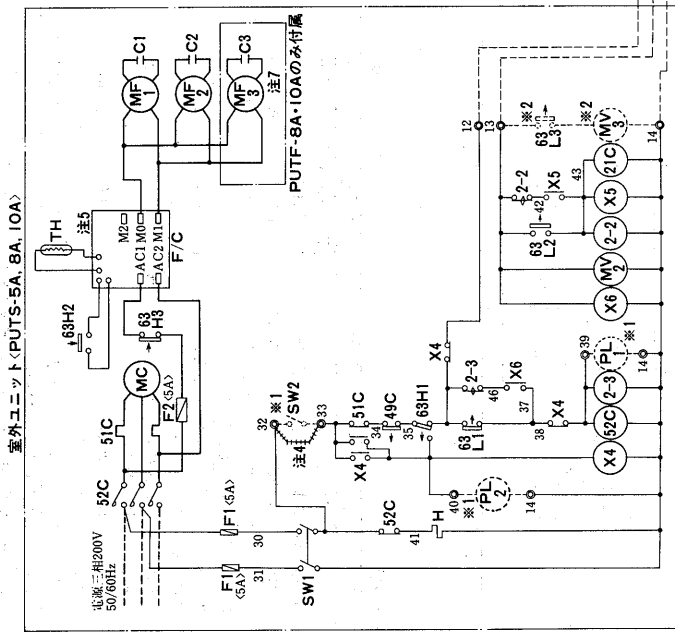 室外ユニット<PUTS-5A, 8A, 10A>
電源三相200V
50/60Hz
52C
51C
MC
F2<5A>
63
H3
63H2
TH
注5
M2
AC1 M0
AC2 M1
F/C
MF
1
C1
MF
2
C2
MF
3
C3
注7
PUTF-8A・10Aのみ付属
F1<5A>
30
F1
<5A>
31
SW1
52C
41
H
32
※1
SW2
33
注4
51C
34
49C
35
63H1
X4
X4
2-3
46
X6
37
63
L1
38
X4
39
PL
1
※1
14
2-3
52C
X4
40
※1
PL
2
14
12
13
※2
63
L3
※2
MV
3
14
2-2
42
X5
43
63
L2
21C
X5
2-2
MV
2
X6